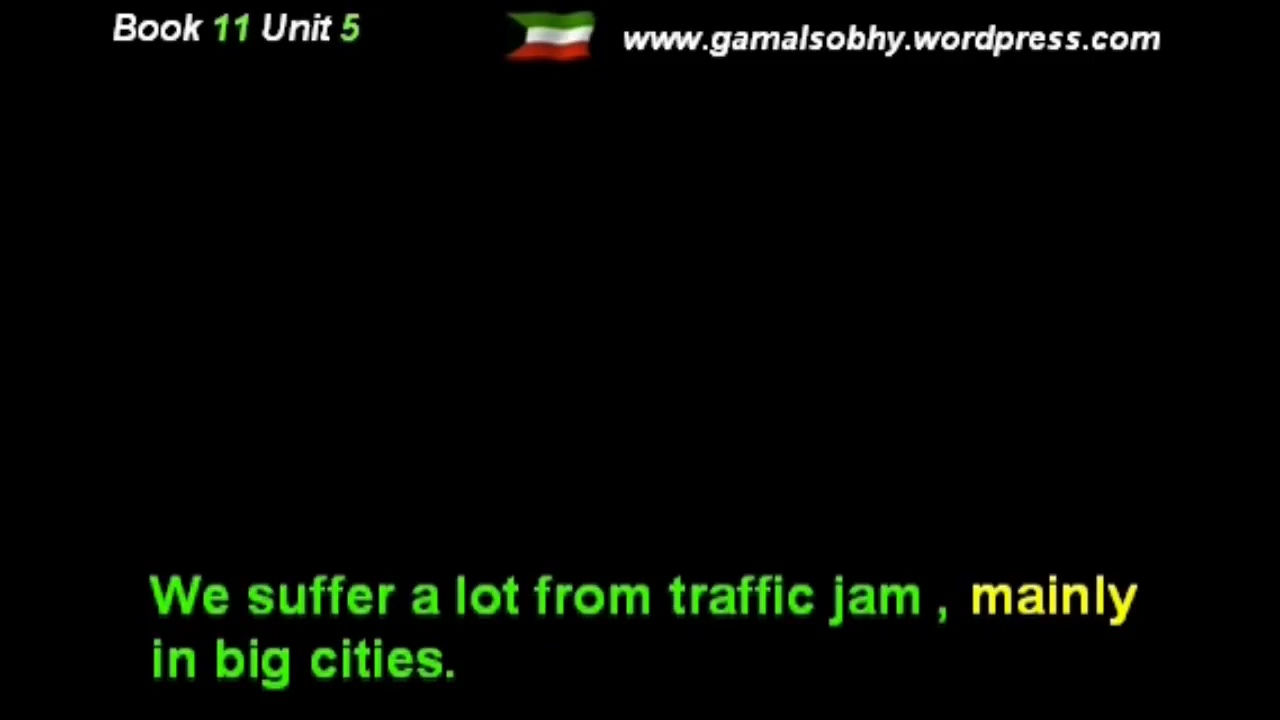 Book 11 Unit 5
www.gamalsobhy.wordpress.com
We suffer a lot from traffic jam , mainly
in big cities.